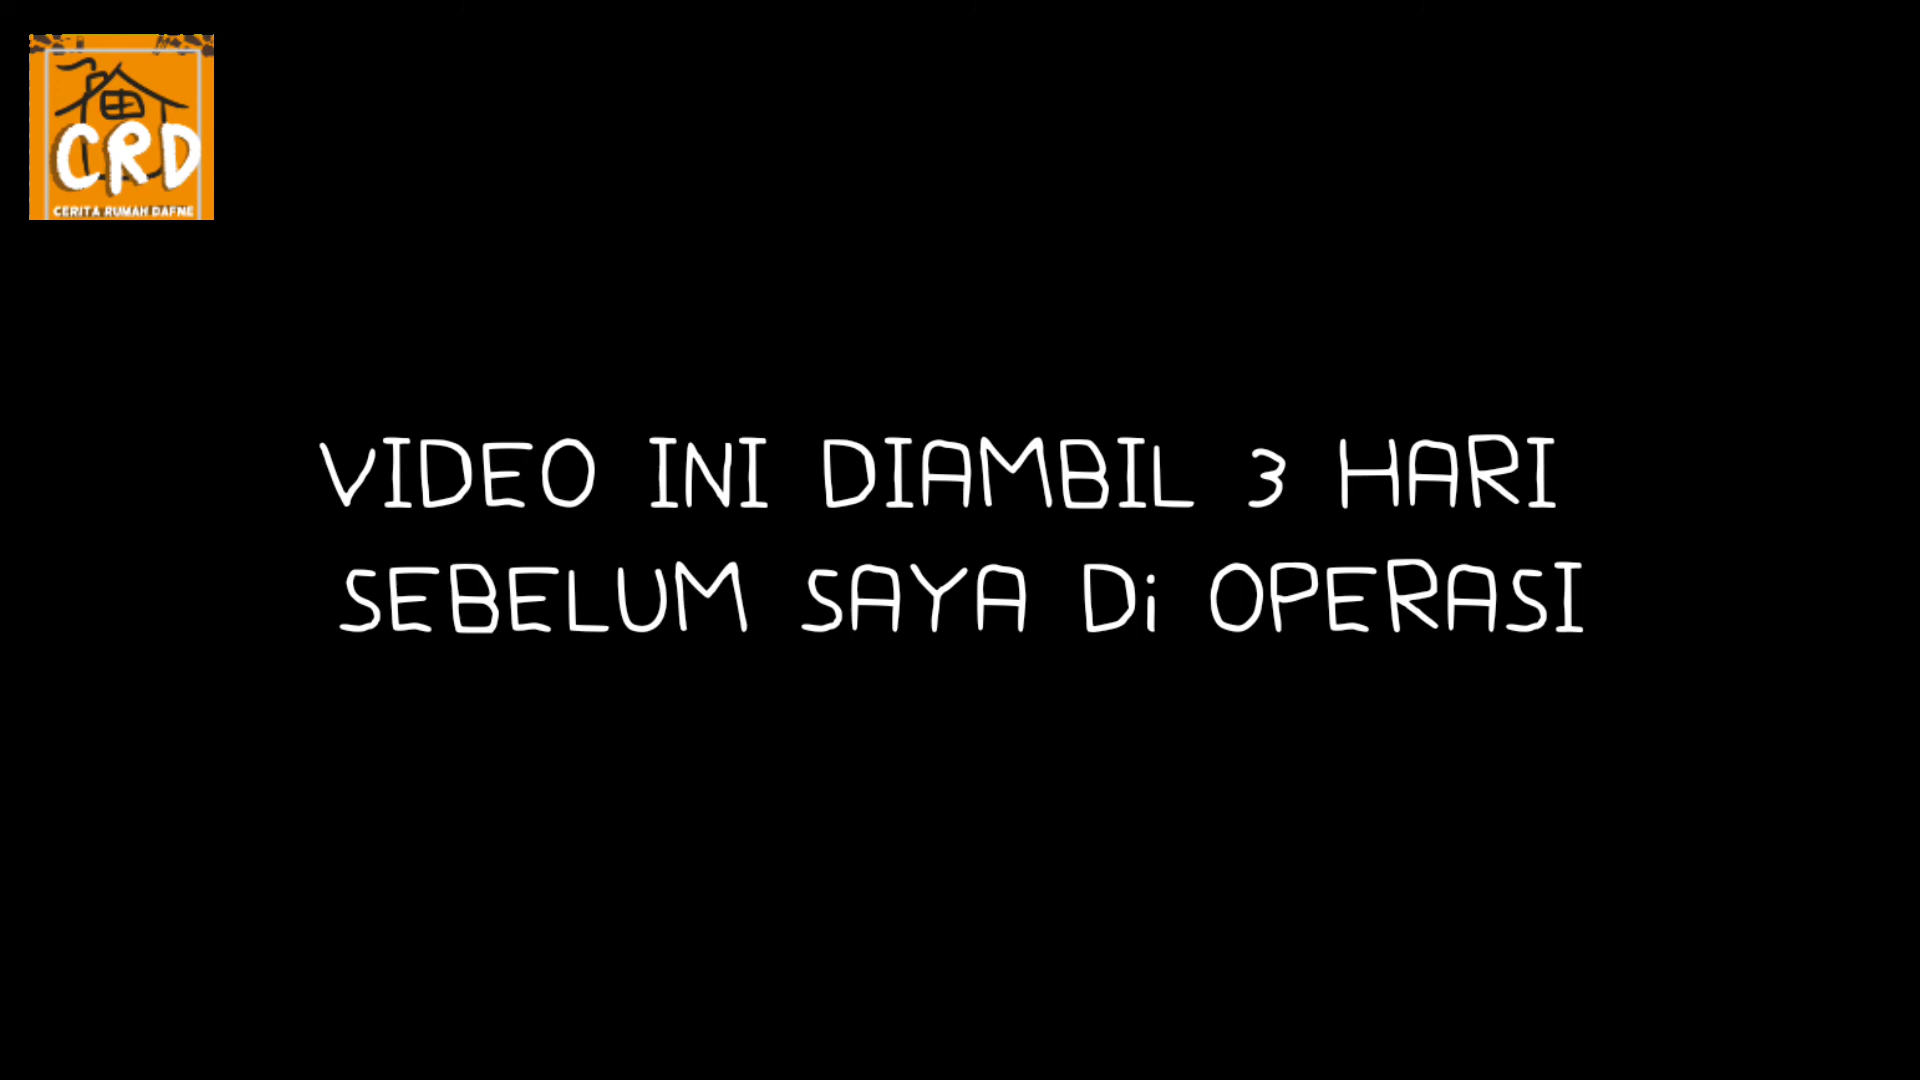 CRD
CERITA RUMAH DAFNE
VIDEO INI DIAMBIL 3 HARI
SEBELUM SAYA Di OPERASI